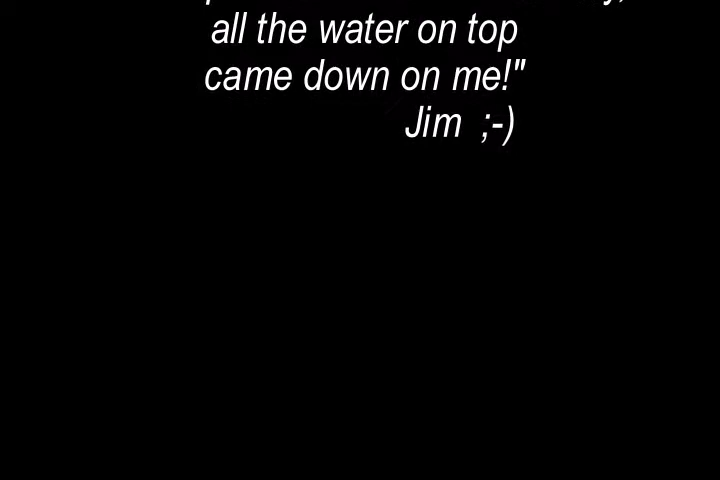 all the water on top
came down on me!"
Jim ;-)